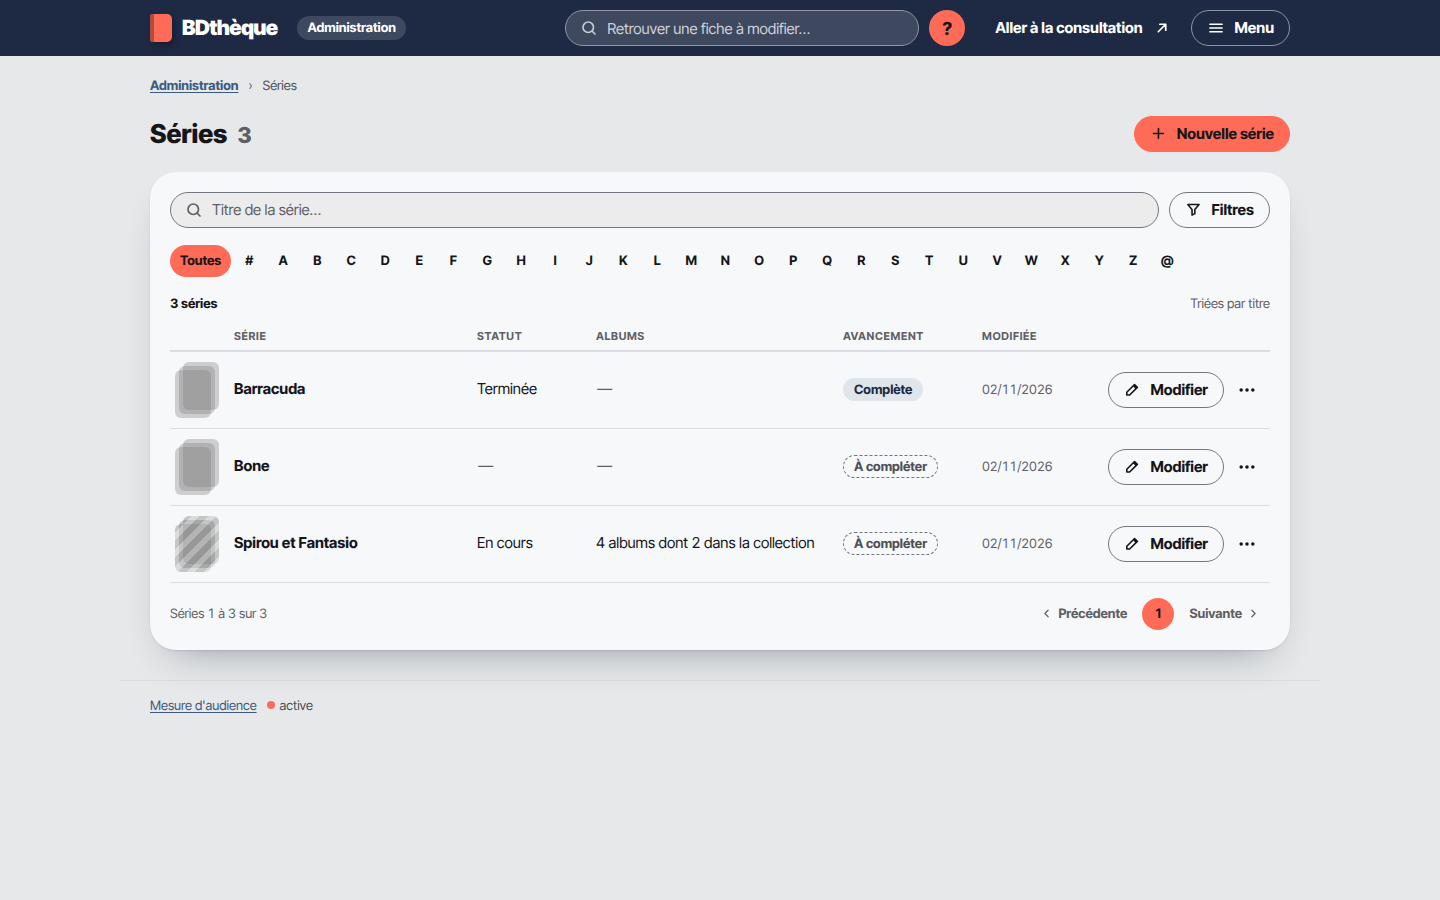 BDthèque Administration Retrouver une fiche à modifier... ? Aller à la consultation Menu
Administration › Séries
Séries 3 Nouvelle série
Titre de la série... Filtres
Toutes # A B C D E F G H I J K L M N O P Q R S T U V W X Y Z @
3 séries Triées par titre
SÉRIE STATUT ALBUMS AVANCEMENT MODIFIÉE
Barracuda Terminée — Complète 02/11/2026 Modifier
Bone — — À compléter 02/11/2026 Modifier
Spirou et Fantasio En cours 4 albums dont 2 dans la collection À compléter 02/11/2026 Modifier
Séries 1 à 3 sur 3 Précédente 1 Suivante
Mesure d'audience active